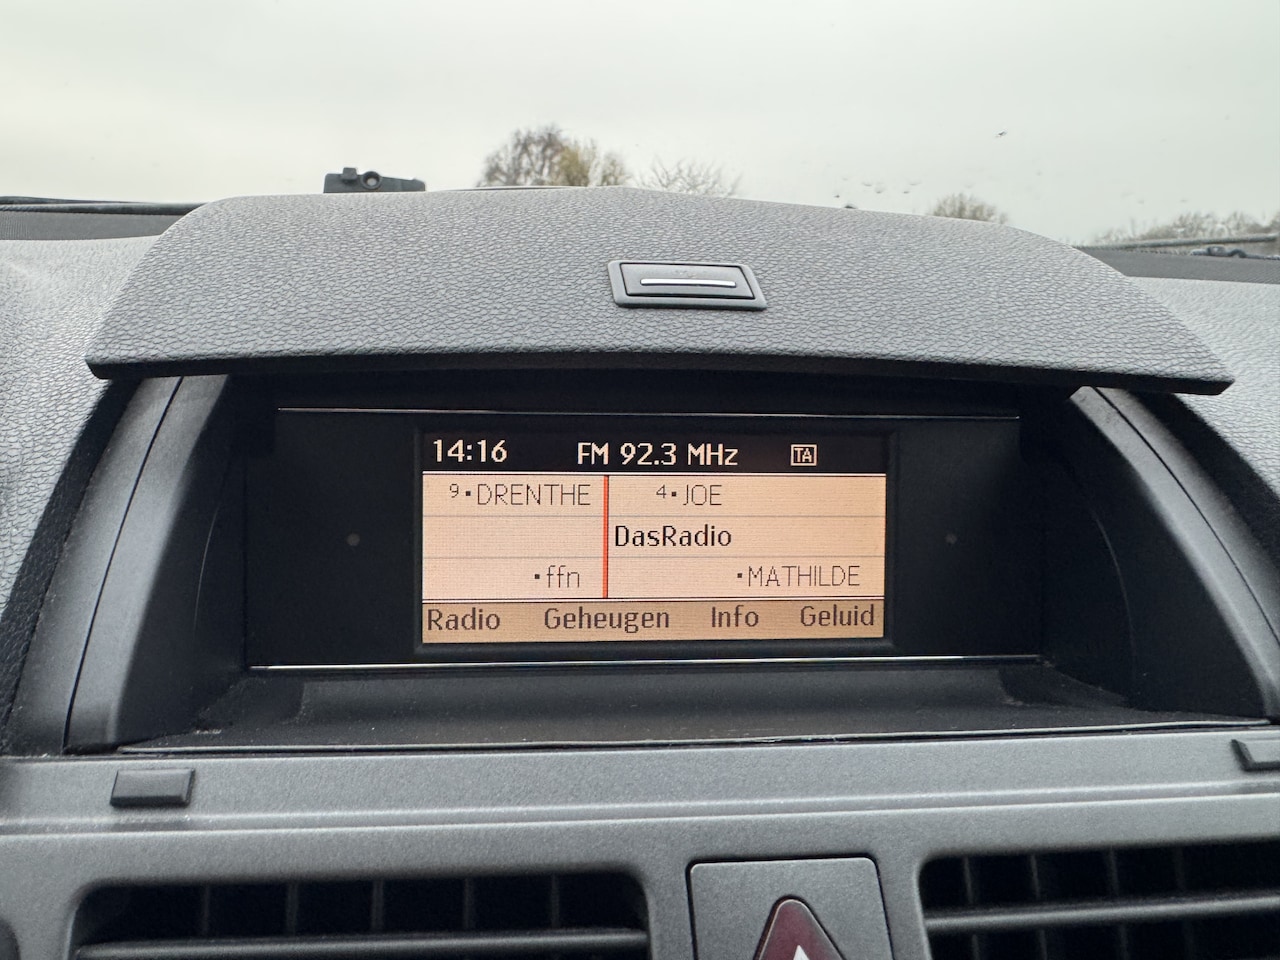 14:16 FM 92.3 MHz TA
9 ▪ DRENTHE 4 ▪ JOE
DasRadio
▪ ffn ▪ MATHILDE
Radio Geheugen Info Geluid